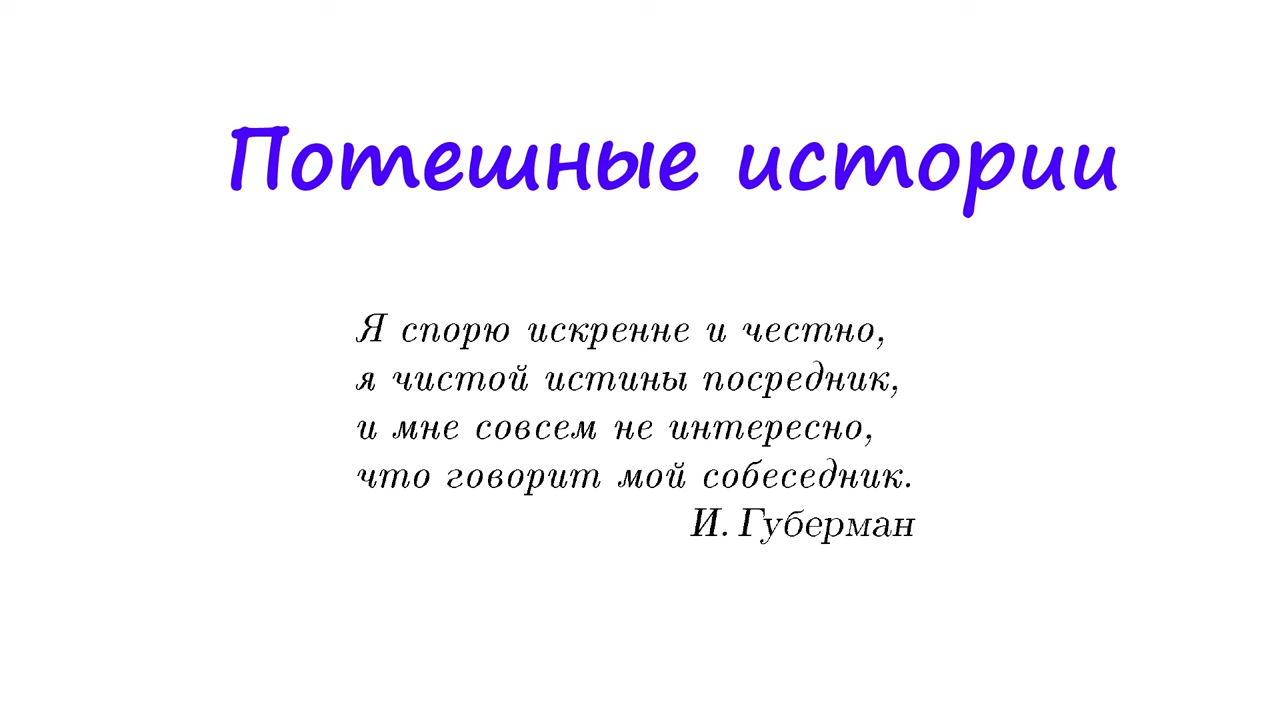 Потешные истории
Я спорю искренне и честно,
я чистой истины посредник,
и мне совсем не интересно,
что говорит мой собеседник.
И. Губерман